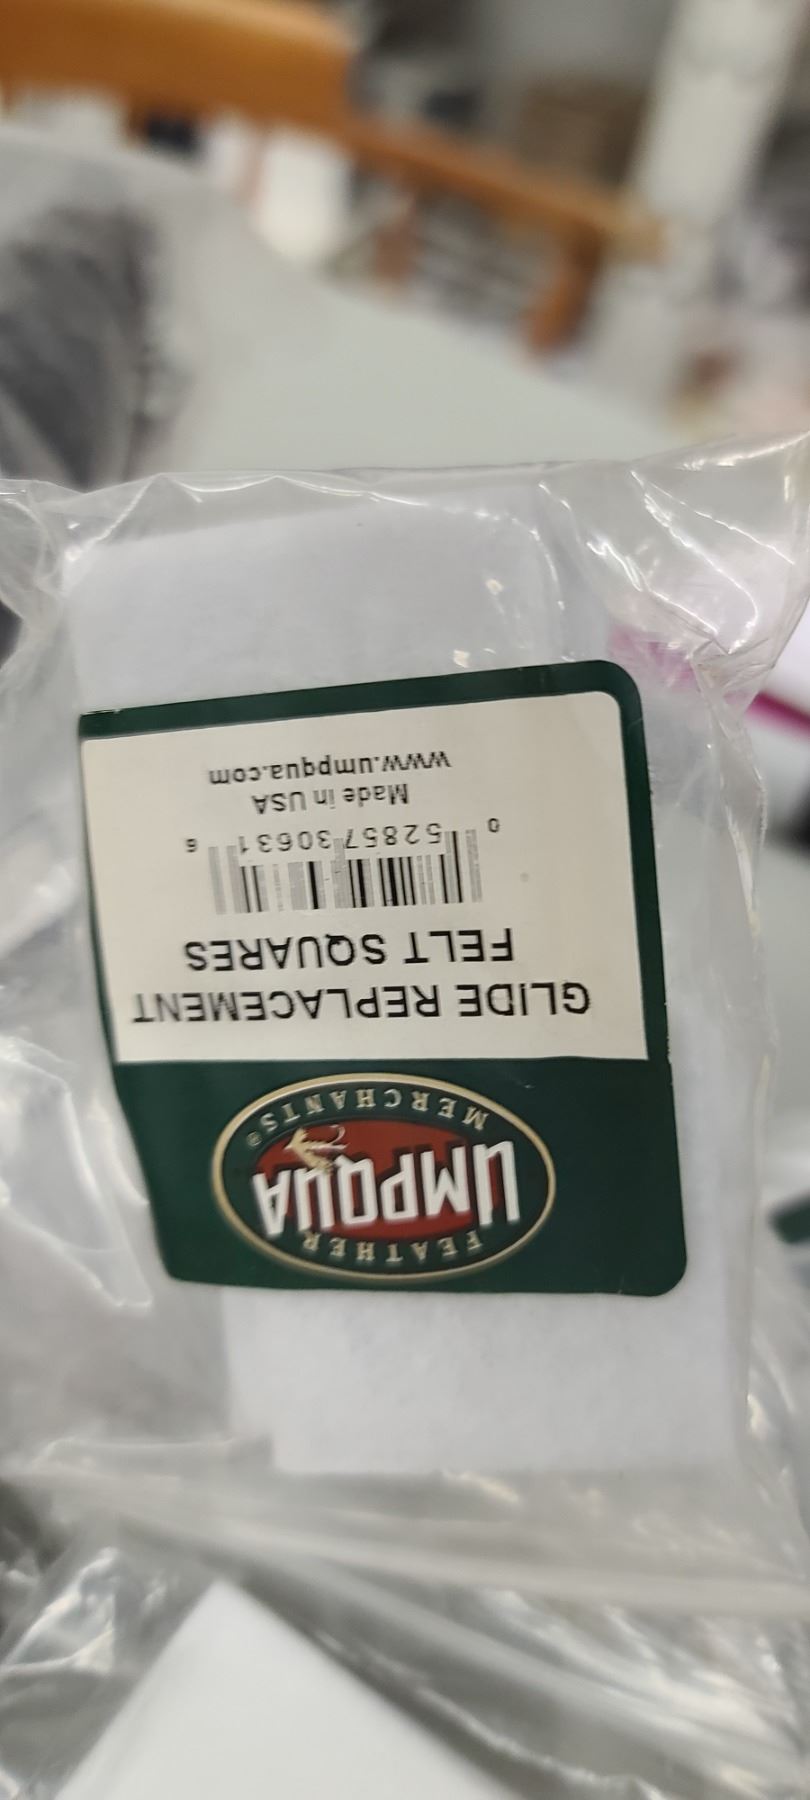 FEATHER
UMPQUA
MERCHANTS®
GLIDE REPLACEMENT
FELT SQUARES
0 52857 30631 6
Made in USA
www.umpqua.com